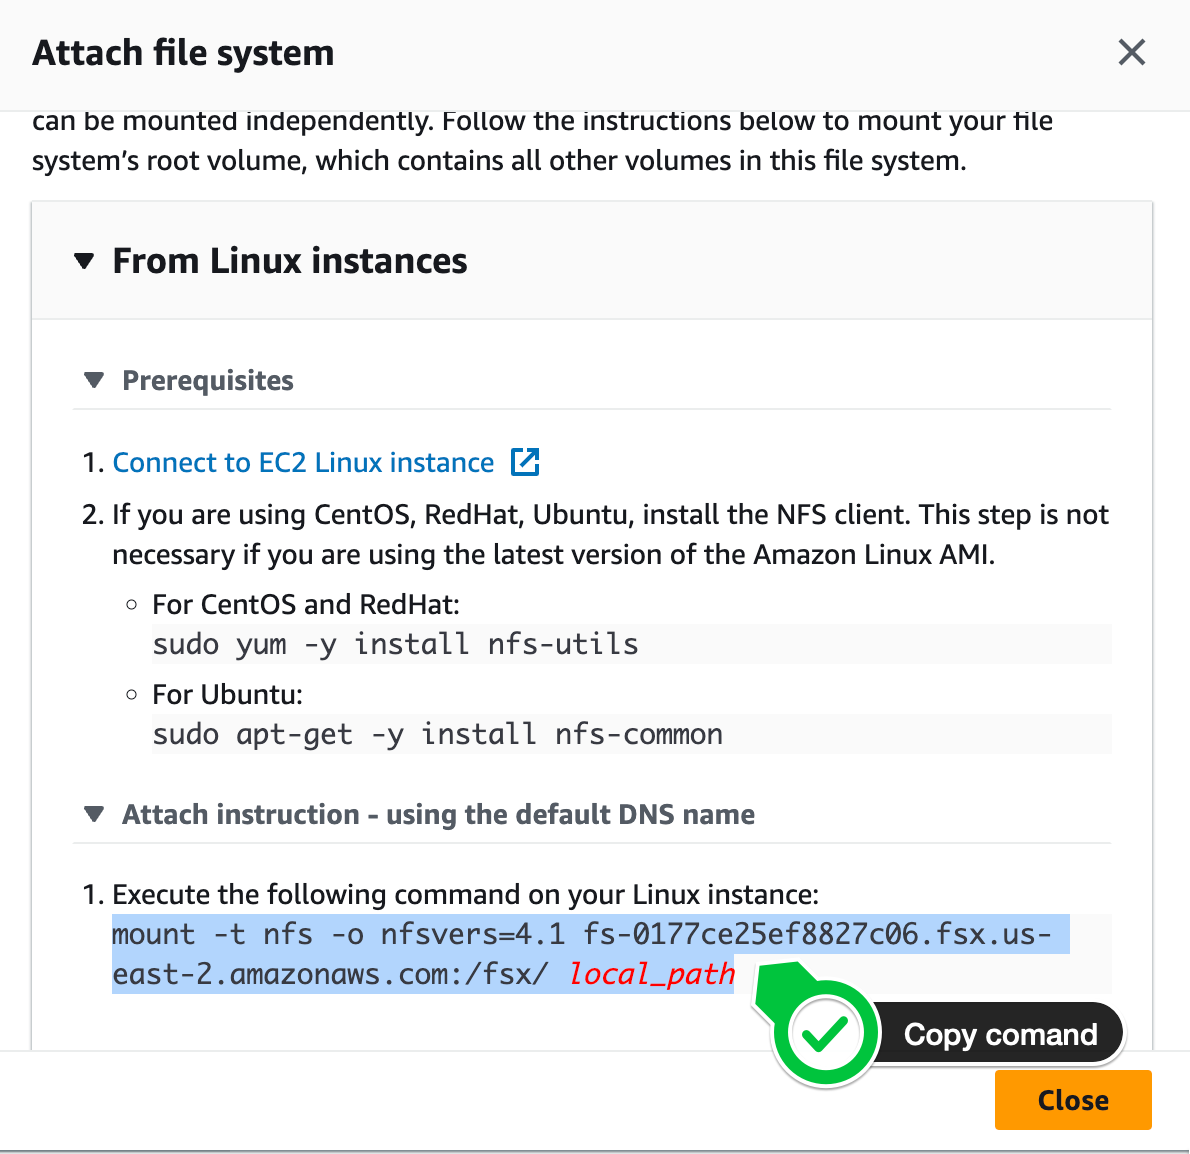 Attach file system
can be mounted independently. Follow the instructions below to mount your file
system’s root volume, which contains all other volumes in this file system.
From Linux instances
Prerequisites
1. Connect to EC2 Linux instance
2. If you are using CentOS, RedHat, Ubuntu, install the NFS client. This step is not
necessary if you are using the latest version of the Amazon Linux AMI.
For CentOS and RedHat:
sudo yum -y install nfs-utils
For Ubuntu:
sudo apt-get -y install nfs-common
Attach instruction - using the default DNS name
1. Execute the following command on your Linux instance:
mount -t nfs -o nfsvers=4.1 fs-0177ce25ef8827c06.fsx.us-
east-2.amazonaws.com:/fsx/ local_path
Copy comand
Close